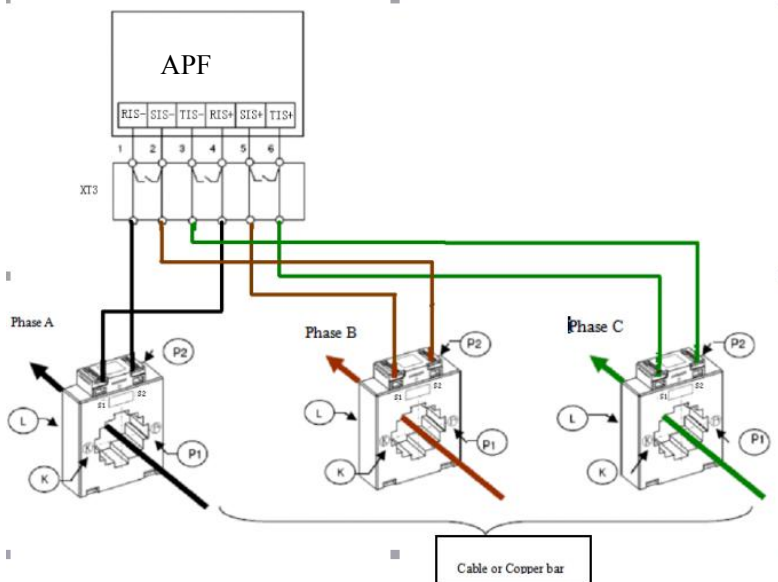 APF
RIS- SIS- TIS- RIS+ SIS+ TIS+
1 2 3 4 5 6
XT3
Phase A
Phase B
Phase C
P2
P2
P2
S1 S2
S1 S2
S1 S2
L
L
L
P1
P1
P1
K
K
K
Cable or Copper bar